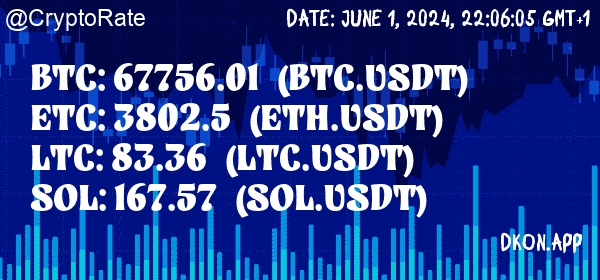 @CryptoRate
DATE: JUNE 1, 2024, 22:06:05 GMT+1
BTC: 67756.01 (BTC.USDT)
ETC: 3802.5 (ETH.USDT)
LTC: 83.36 (LTC.USDT)
SOL: 167.57 (SOL.USDT)
DKON.APP